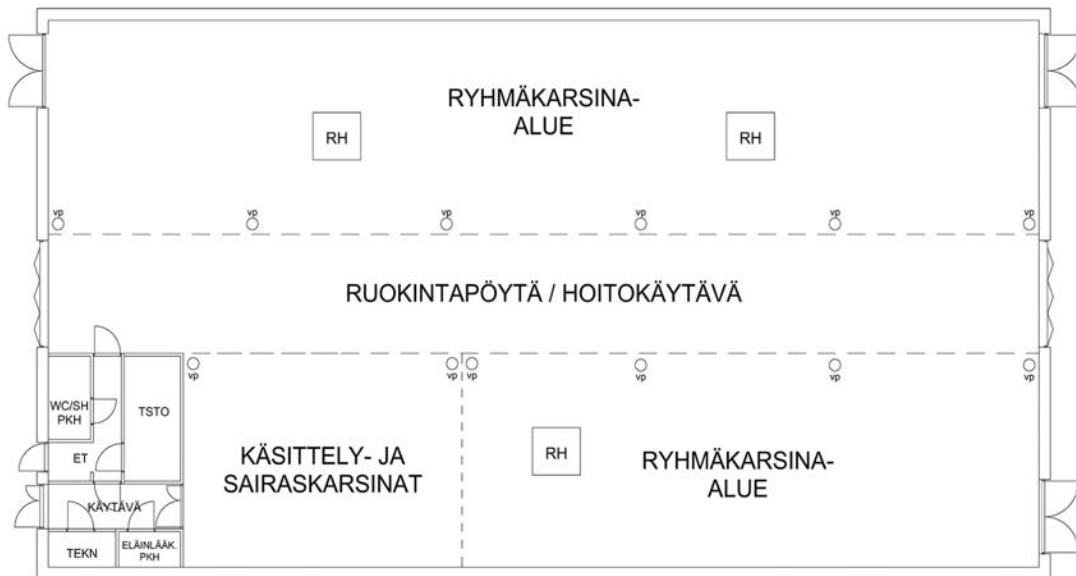 RYHMÄKARSINA-
ALUE
RH
RH
vp
vp
vp
vp
vp
vp
RUOKINTAPÖYTÄ / HOITOKÄYTÄVÄ
vp
vp
vp
vp
vp
vp
WC/SH
PKH
TSTO
ET
KÄSITTELY- JA
SAIRASKARSINAT
RH
RYHMÄKARSINA-
ALUE
KÄYTÄVÄ
TEKN
ELÄINLÄÄK.
PKH